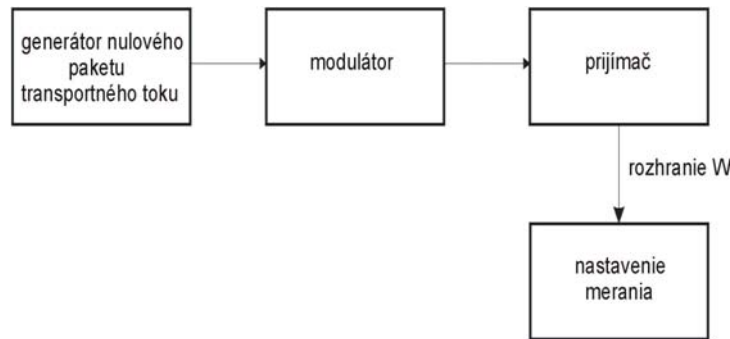 generátor nulového
paketu
transportného toku
modulátor
prijímač
rozhranie W
nastavenie
merania